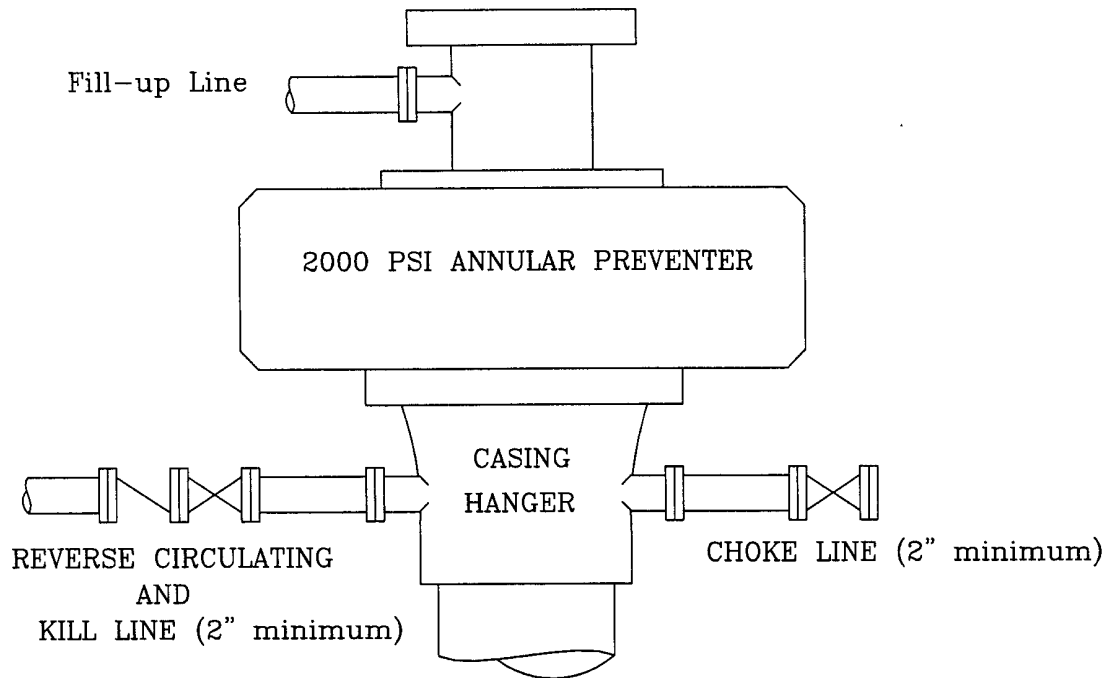 Fill-up Line
2000 PSI ANNULAR PREVENTER
CASING
HANGER
REVERSE CIRCULATING
AND
KILL LINE (2" minimum)
CHOKE LINE (2" minimum)